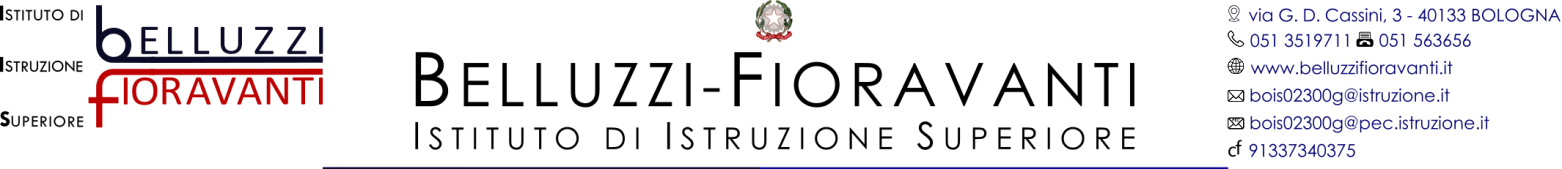 ISTITUTO DI
ISTRUZIONE
SUPERIORE
bELLUZZI
fIORAVANTI
BELLUZZI-FIORAVANTI
ISTITUTO DI ISTRUZIONE SUPERIORE
via G. D. Cassini, 3 - 40133 BOLOGNA
051 3519711 051 563656
www.belluzzifioravanti.it
bois02300g@istruzione.it
bois02300g@pec.istruzione.it
cf 91337340375